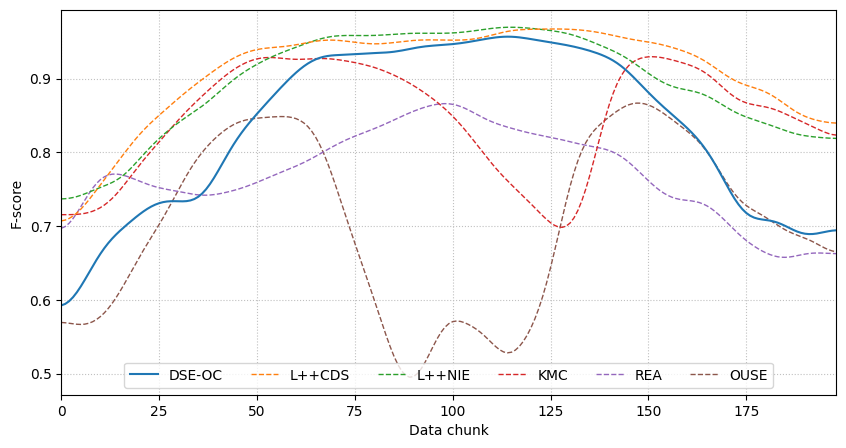 F-score
0.9
0.8
0.7
0.6
0.5
DSE-OC L++CDS L++NIE KMC REA OUSE
0 25 50 75 100 125 150 175
Data chunk